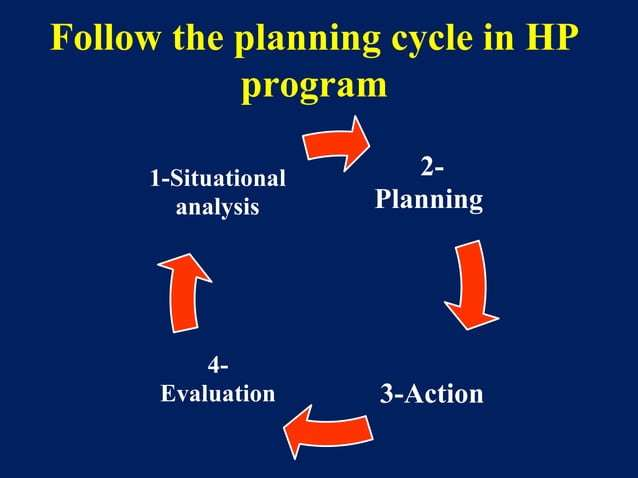 Follow the planning cycle in HP
program
1-Situational
analysis
2-
Planning
3-Action
4-
Evaluation